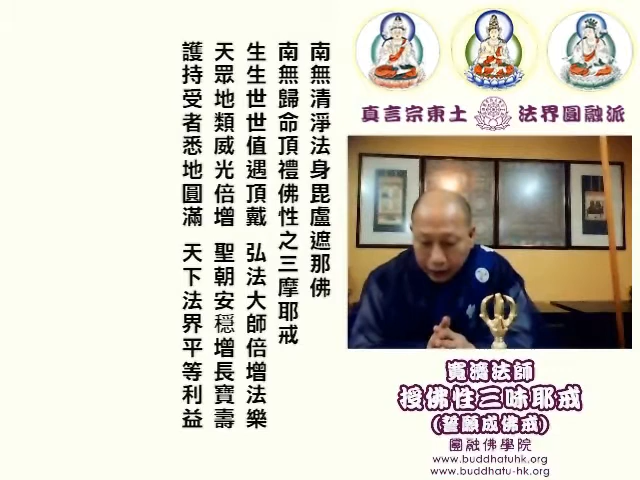 南無清淨法身毘盧遮那佛
南無歸命頂禮佛性之三摩耶戒
生生世世值遇頂戴 弘法大師倍增法樂
天眾地類威光倍增 聖朝安穩增長寶壽
護持受者悉地圓滿 天下法界平等利益
真言宗東土 法界圓融派
寬濟法師
授佛性三昧耶戒
(誓願成佛戒)
圓融佛學院
www.buddhatuhk.org
www.buddhatu-hk.org